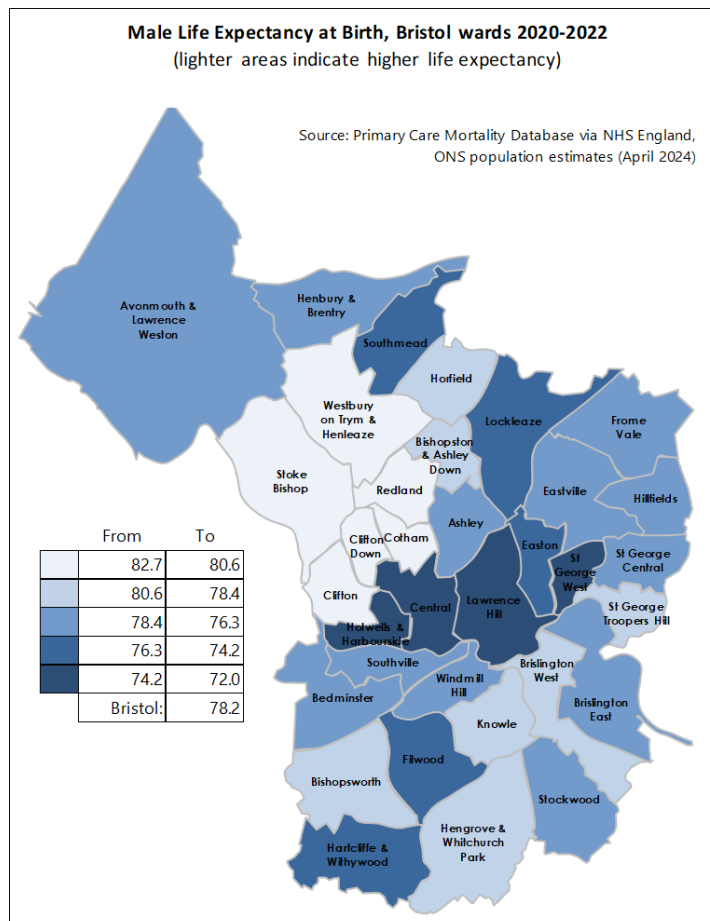 Male Life Expectancy at Birth, Bristol wards 2020-2022
(lighter areas indicate higher life expectancy)
Source: Primary Care Mortality Database via NHS England,
ONS population estimates (April 2024)
Avonmouth &
Lawrence
Weston
Henbury &
Brentry
Southmead
Horfield
Lockleaze
Westbury
on Trym &
Henleaze
Bishopston
& Ashley
Down
Frome
Vale
Stoke
Bishop
Redland
Eastville
Hillfields
Ashley
Cotham
Clifton
Down
Easton
St
George
West
St George
Central
Clifton
Central
Lawrence
Hill
St George
Troopers Hill
Hotwells &
Harbourside
Southville
Windmill
Hill
Brislington
West
Bedminster
Brislington
East
Knowle
Filwood
Bishopsworth
Stockwood
Hengrove &
Whitchurch
Park
Hartcliffe &
Withywood
From To
82.7 80.6
80.6 78.4
78.4 76.3
76.3 74.2
74.2 72.0
Bristol: 78.2